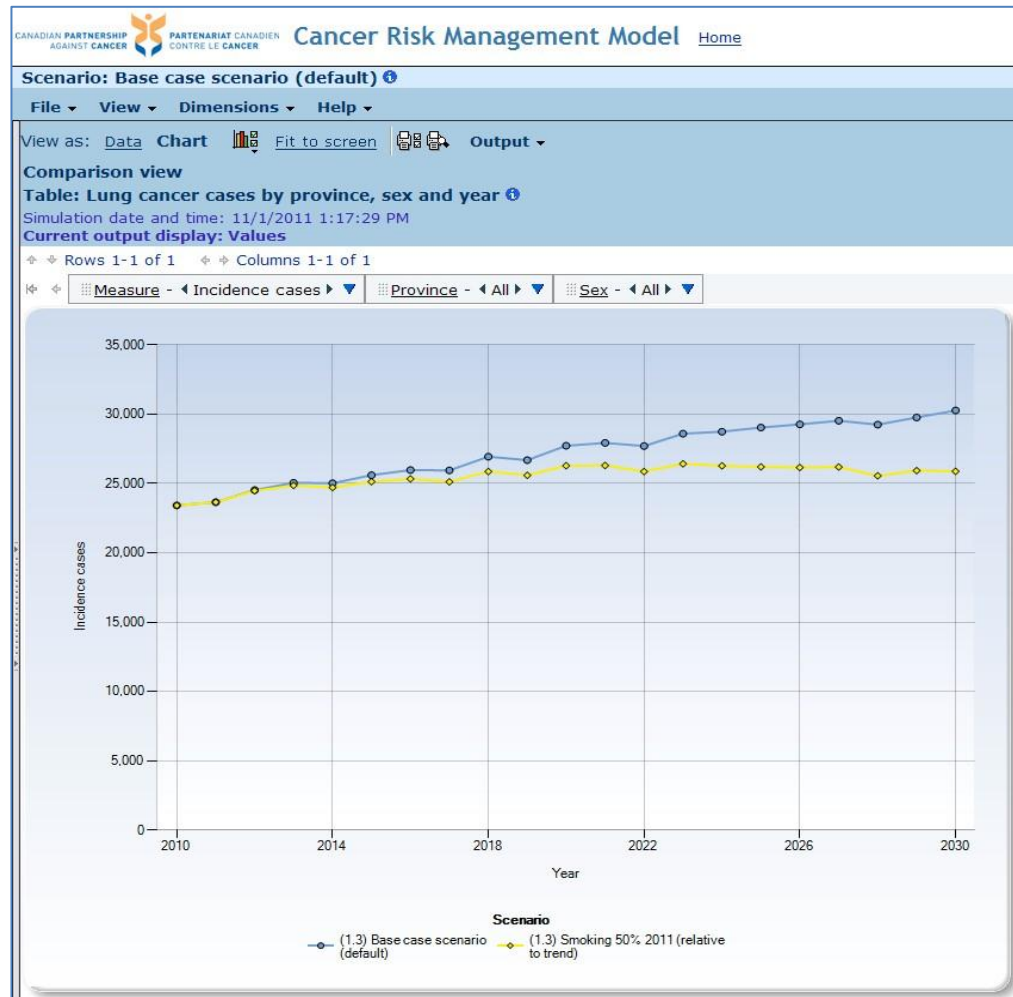 CANADIAN PARTNERSHIP AGAINST CANCER PARTENARIAT CANADIEN CONTRE LE CANCER Cancer Risk Management Model Home
Scenario: Base case scenario (default)
File View Dimensions Help
View as: Data Chart Fit to screen Output
Comparison view
Table: Lung cancer cases by province, sex and year
Simulation date and time: 11/1/2011 1:17:29 PM
Current output display: Values
Rows 1-1 of 1 Columns 1-1 of 1
Measure - Incidence cases Province - All Sex - All
35,000
30,000
25,000
20,000
15,000
10,000
5,000
0
Incidence cases
2010 2014 2018 2022 2026 2030
Year
Scenario
(1.3) Base case scenario (default)
(1.3) Smoking 50% 2011 (relative to trend)